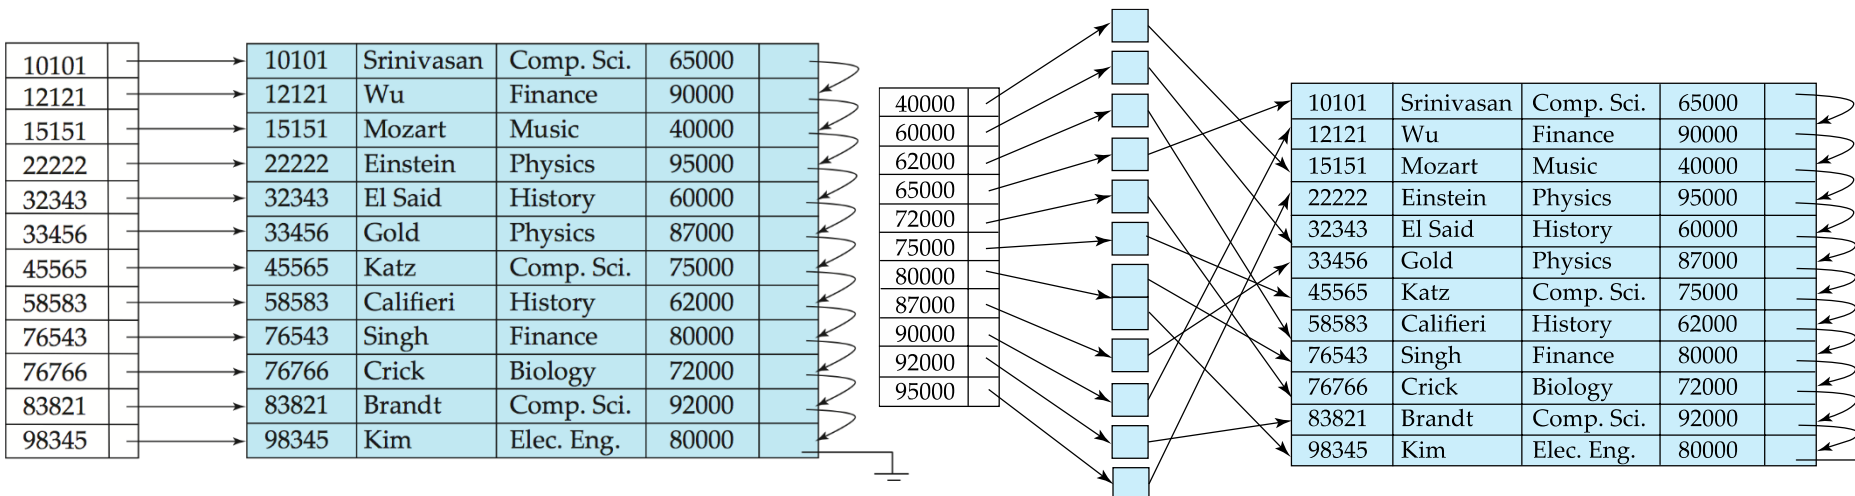 10101 10101 Srinivasan Comp. Sci. 65000
12121 12121 Wu Finance 90000
15151 15151 Mozart Music 40000
22222 22222 Einstein Physics 95000
32343 32343 El Said History 60000
33456 33456 Gold Physics 87000
45565 45565 Katz Comp. Sci. 75000
58583 58583 Califieri History 62000
76543 76543 Singh Finance 80000
76766 76766 Crick Biology 72000
83821 83821 Brandt Comp. Sci. 92000
98345 98345 Kim Elec. Eng. 80000
40000
60000
62000
65000
72000
75000
80000
87000
90000
92000
95000
10101 Srinivasan Comp. Sci. 65000
12121 Wu Finance 90000
15151 Mozart Music 40000
22222 Einstein Physics 95000
32343 El Said History 60000
33456 Gold Physics 87000
45565 Katz Comp. Sci. 75000
58583 Califieri History 62000
76543 Singh Finance 80000
76766 Crick Biology 72000
83821 Brandt Comp. Sci. 92000
98345 Kim Elec. Eng. 80000